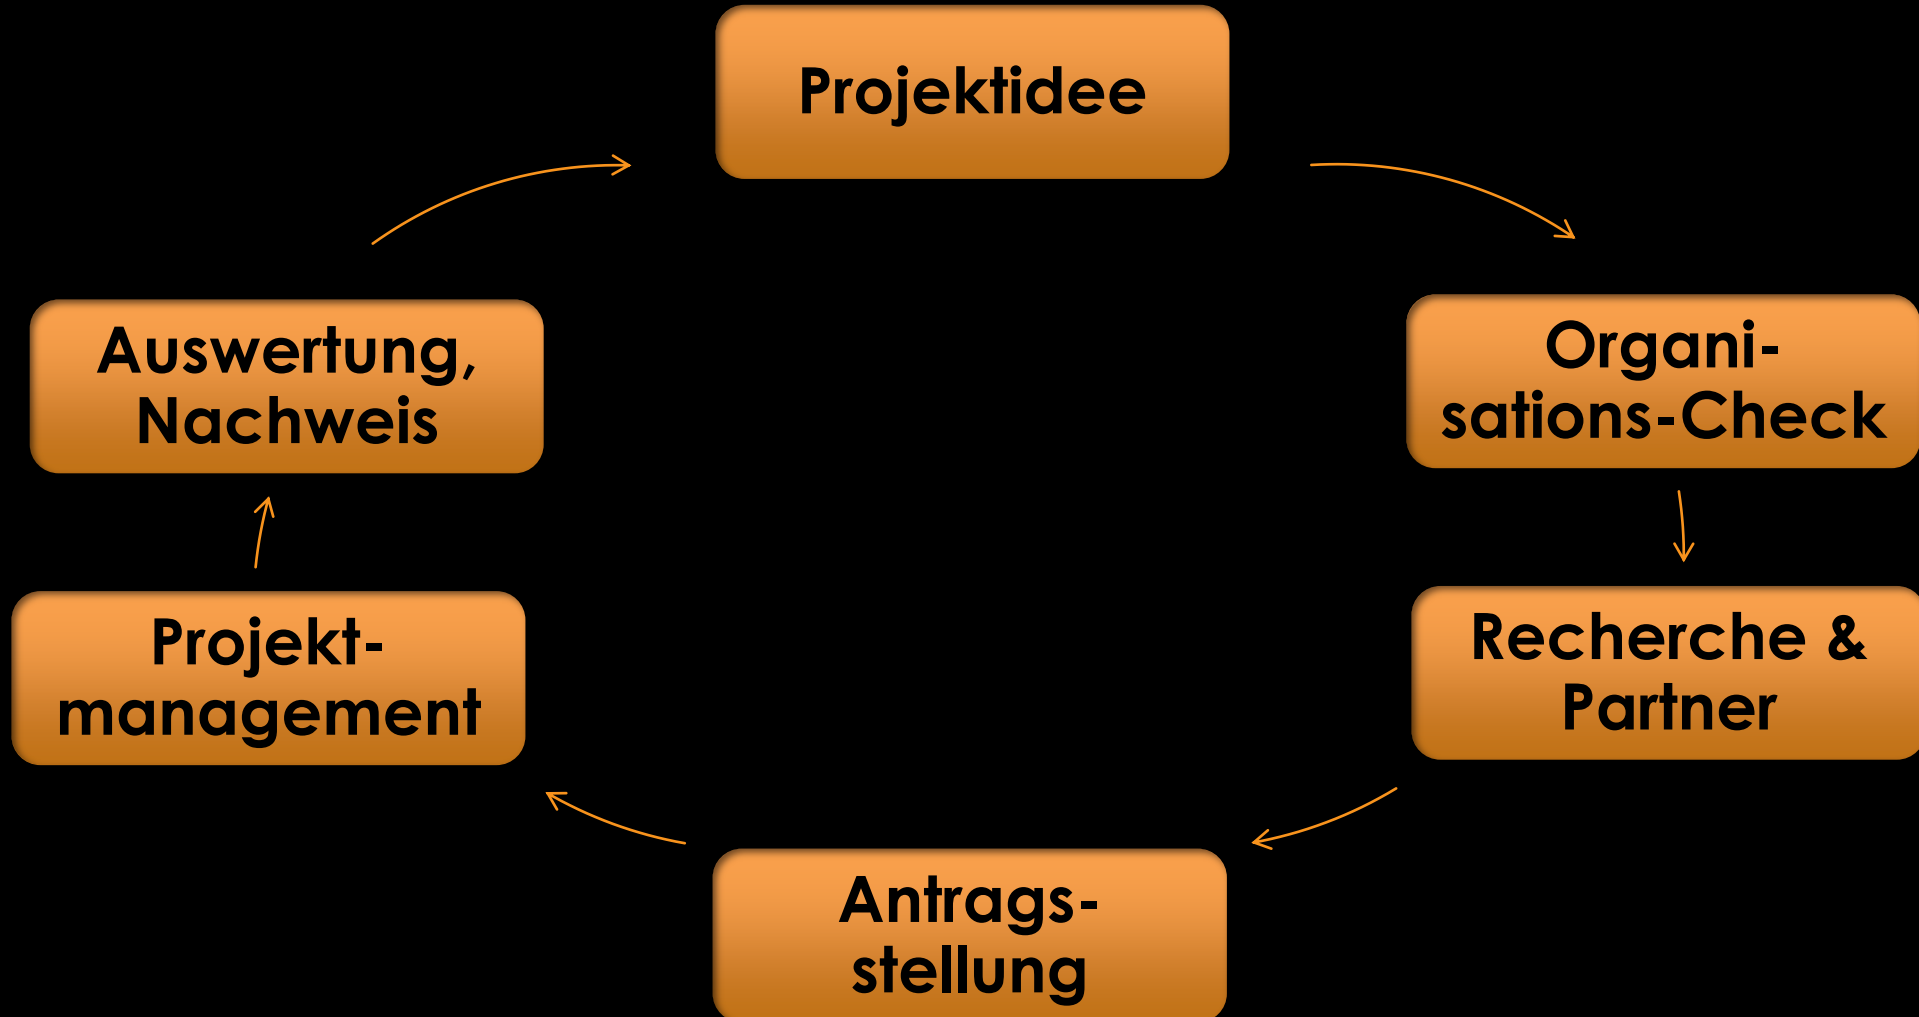 Projektidee
Organi-
sations-Check
Recherche &
Partner
Antrags-
stellung
Projekt-
management
Auswertung,
Nachweis